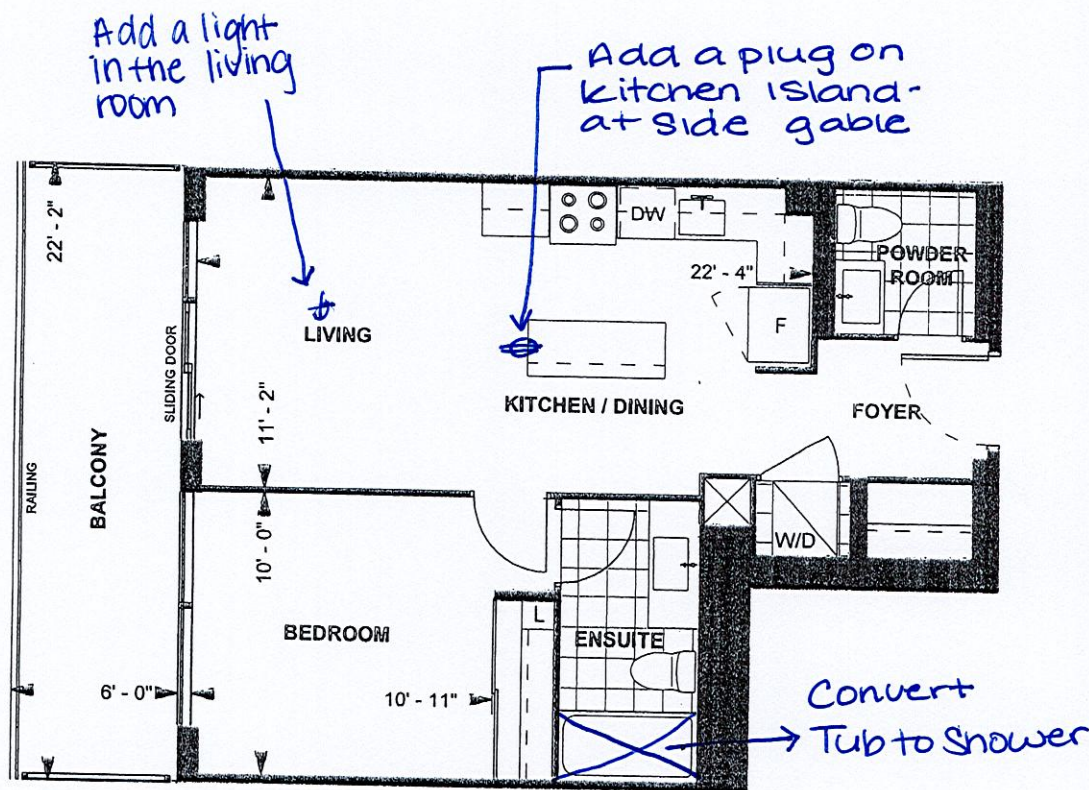 Add a light
in the living
room
Add a plug on
kitchen island-
at side gable
22' - 2"
DW
POWDER
ROOM
22' - 4"
F
LIVING
SLIDING DOOR
11' - 2"
KITCHEN / DINING
FOYER
RAILING
BALCONY
10' - 0"
W/D
L
BEDROOM
ENSUITE
6' - 0"
10' - 11"
Convert
Tub to Shower